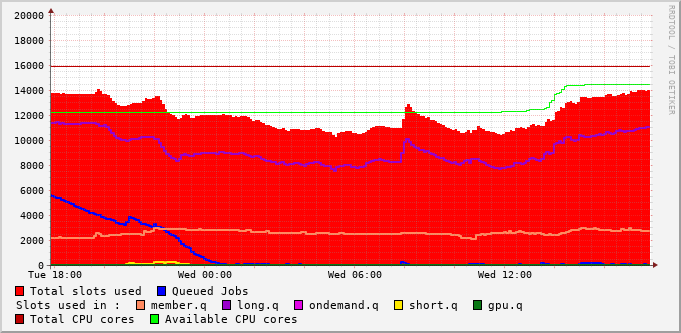 RRDTOOL / TOBI OETIKER
20000
18000
16000
14000
12000
10000
8000
6000
4000
2000
0
Tue 18:00 Wed 00:00 Wed 06:00 Wed 12:00
Total slots used Queued Jobs
Slots used in : member.q long.q ondemand.q short.q gpu.q
Total CPU cores Available CPU cores